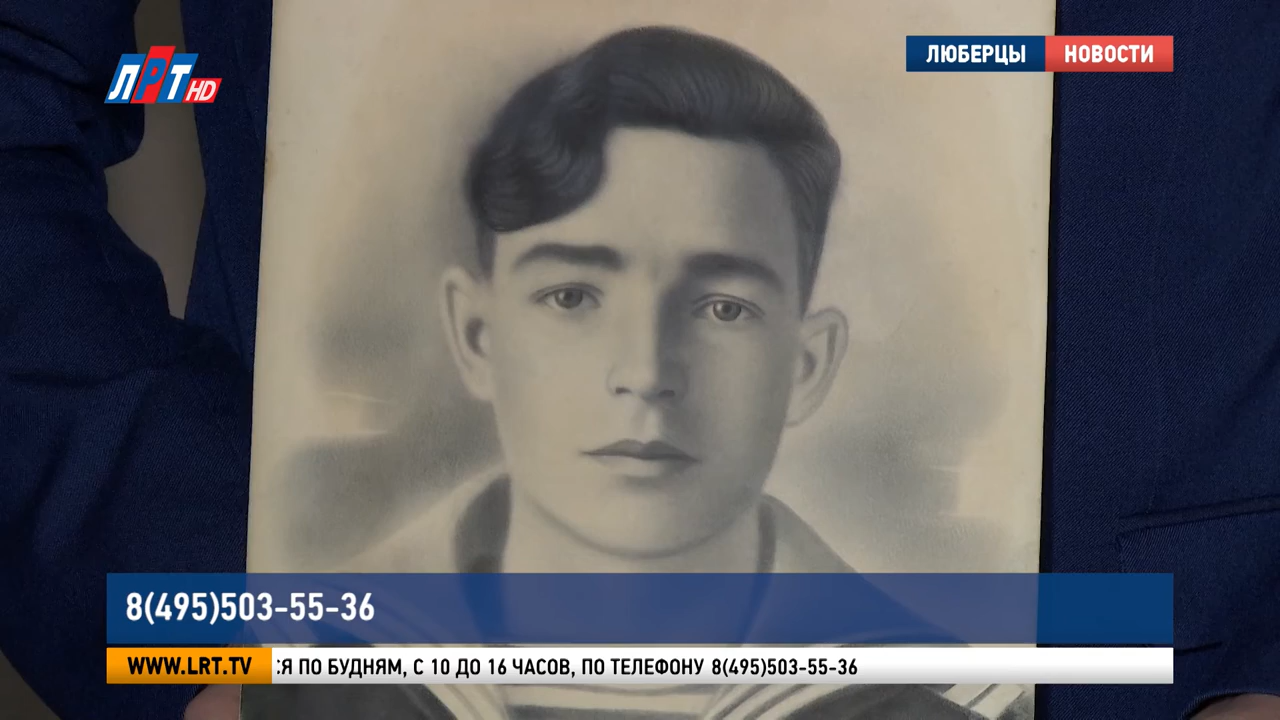 ЛРТ HD
ЛЮБЕРЦЫ НОВОСТИ
8(495)503-55-36
WWW.LRT.TV
СЯ ПО БУДНЯМ, С 10 ДО 16 ЧАСОВ, ПО ТЕЛЕФОНУ 8(495)503-55-36